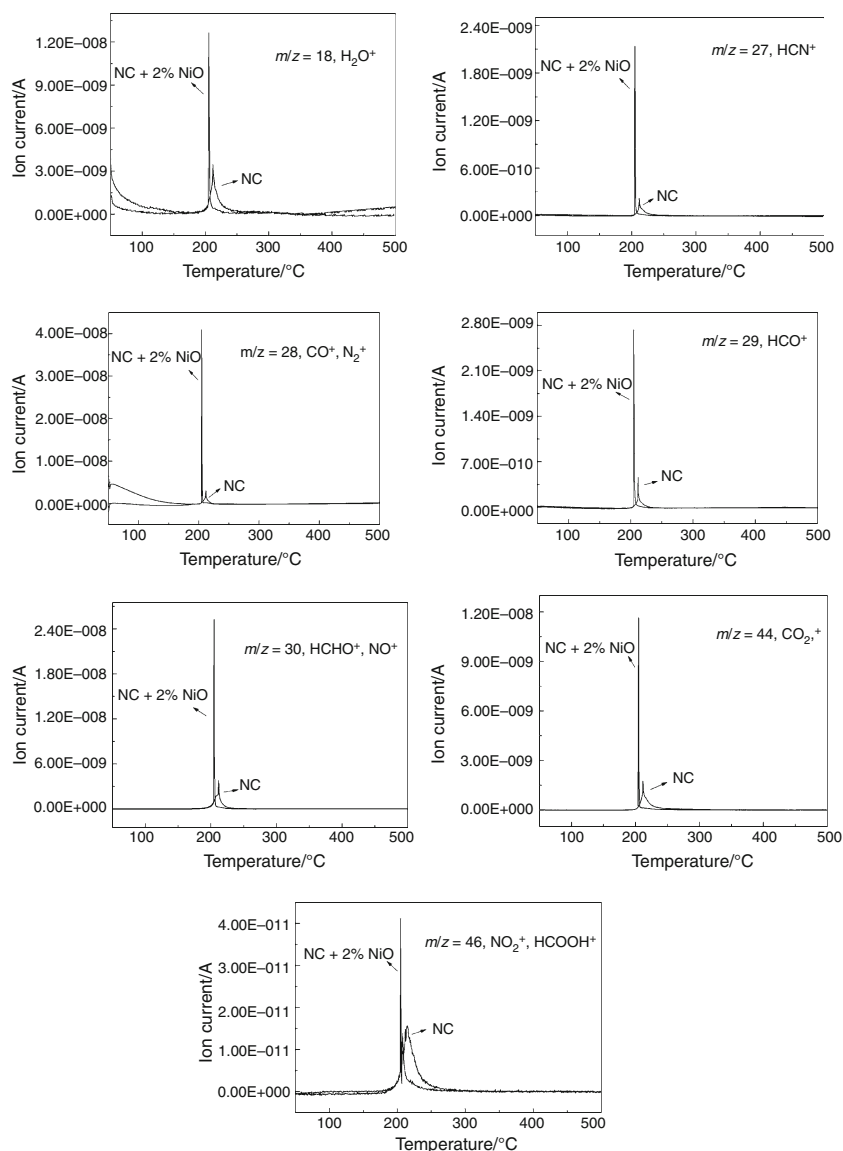 Ion current/A
1.20E–008
9.00E–009
6.00E–009
3.00E–009
0.00E+000
m/z = 18, H₂O⁺
NC + 2% NiO
NC
100 200 300 400 500
Temperature/°C
Ion current/A
2.40E–009
1.80E–009
1.20E–009
6.00E–010
0.00E+000
m/z = 27, HCN⁺
NC + 2% NiO
NC
100 200 300 400 500
Temperature/°C
Ion current/A
4.00E–008
3.00E–008
4.00E–008
4.00E–008
0.00E+000
m/z = 28, CO⁺, N₂⁺
NC + 2% NiO
NC
100 200 300 400 500
Temperature/°C
Ion current/A
2.80E–009
2.10E–009
1.40E–009
7.00E–010
0.00E+000
m/z = 29, HCO⁺
NC + 2% NiO
NC
100 200 300 400 500
Temperature/°C
Ion current/A
2.40E–008
1.80E–008
1.20E–008
6.00E–009
0.00E+000
m/z = 30, HCHO⁺, NO⁺
NC + 2% NiO
NC
100 200 300 400 500
Temperature/°C
Ion current/A
1.20E–008
9.00E–009
6.00E–009
3.00E–009
0.00E+000
m/z = 44, CO₂,⁺
NC + 2% NiO
NC
100 200 300 400 500
Temperature/°C
Ion current/A
4.00E–011
3.00E–011
1.00E–011
1.00E–011
0.00E+000
m/z = 46, NO₂⁺, HCOOH⁺
NC + 2% NiO
NC
100 200 300 400 500
Temperature/°C